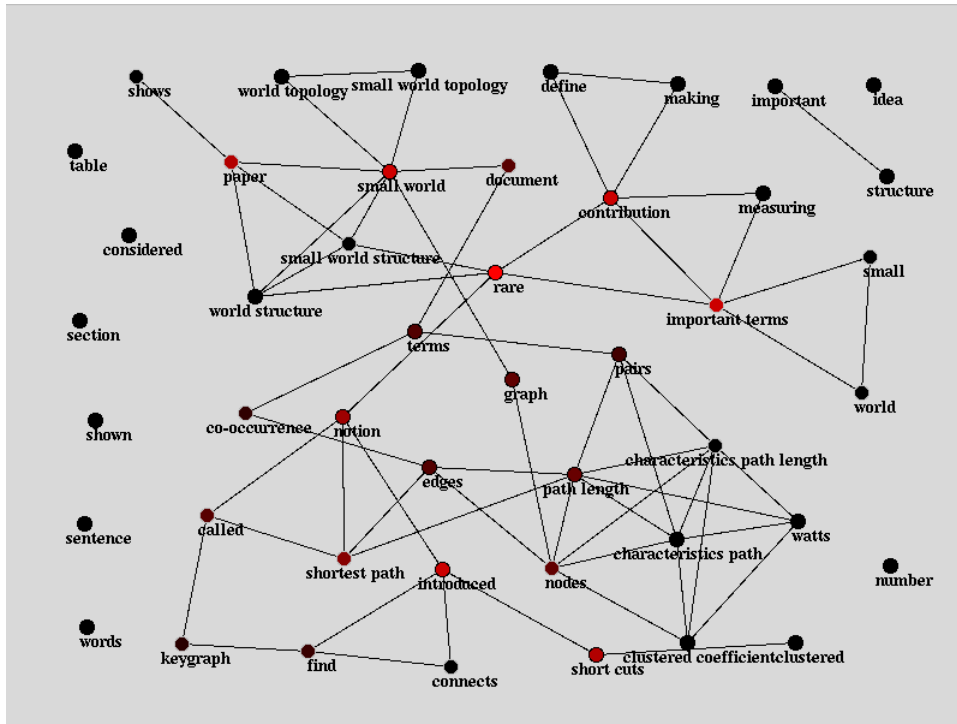 shows
world topology
small world topology
define
making
important
idea
table
paper
small world
document
contribution
measuring
structure
considered
small world structure
rare
small
world structure
important terms
section
terms
pairs
graph
world
shown
co-occurrence
notion
characteristics path length
edges
path length
sentence
called
watts
shortest path
introduced
nodes
characteristics path
number
words
keygraph
find
connects
short cuts
clustered coefficient
clustered